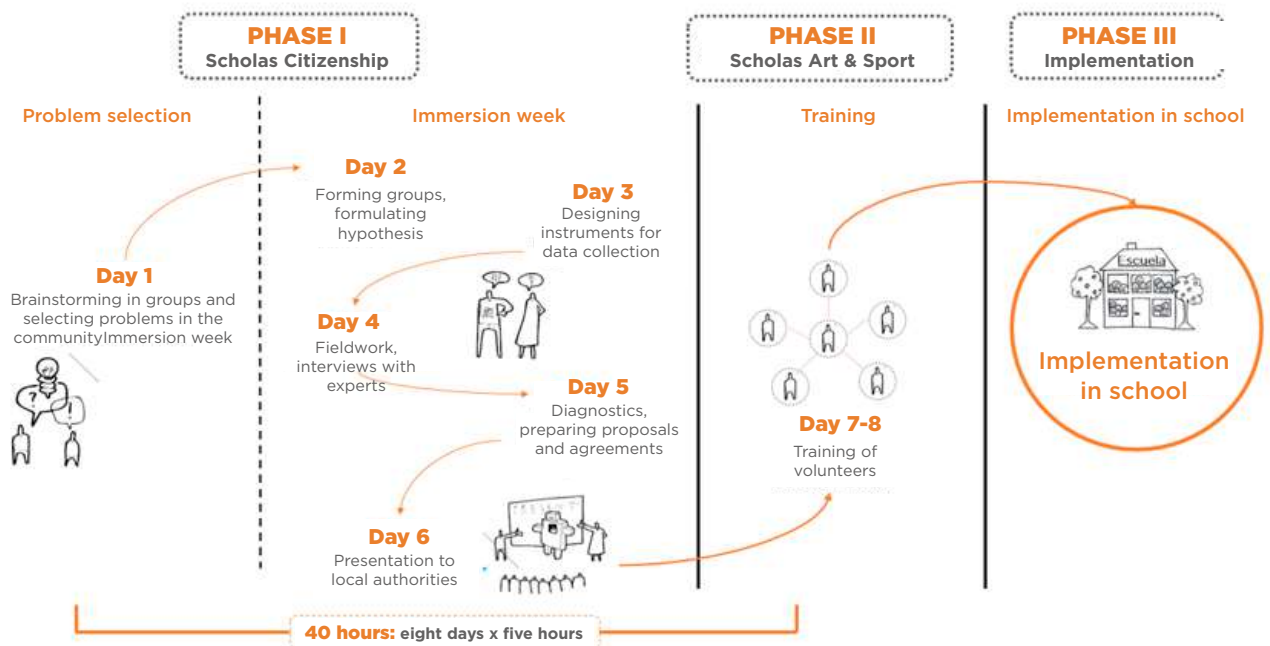 PHASE I
Scholas Citizenship
PHASE II
Scholas Art & Sport
PHASE III
Implementation
Problem selection
Immersion week
Training
Implementation in school
Day 1
Brainstorming in groups and
selecting problems in the
communityImmersion week
?
!
Day 2
Forming groups,
formulating
hypothesis
Day 3
Designing
instruments for
data collection
Day 4
Fieldwork,
interviews with
experts
Day 5
Diagnostics,
preparing proposals
and agreements
Day 6
Presentation to
local authorities
Day 7-8
Training of
volunteers
Escuela
Implementation
in school
40 hours: eight days x five hours